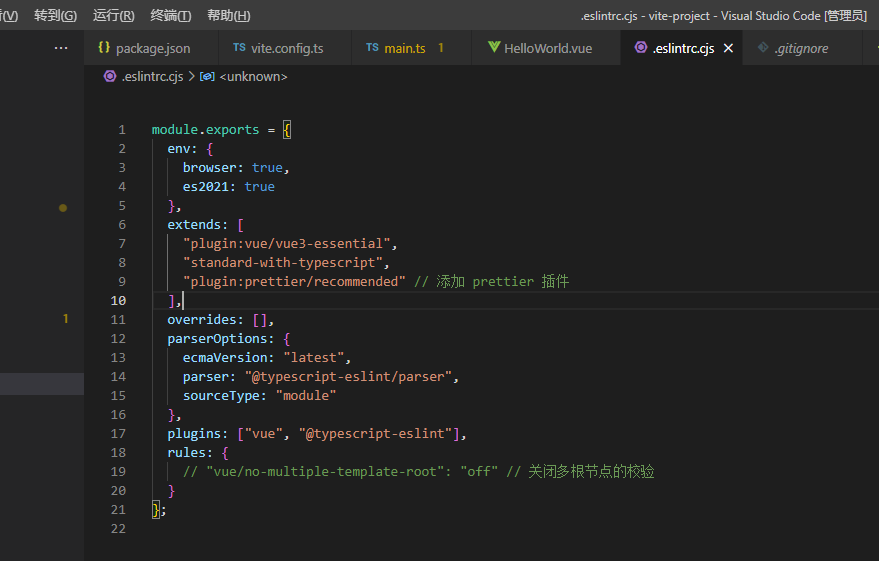 (V) 转到(G) 运行(R) 终端(T) 帮助(H) .eslintrc.cjs - vite-project - Visual Studio Code [管理员]
··· {} package.json TS vite.config.ts TS main.ts 1 HelloWorld.vue .eslintrc.cjs .gitignore
.eslintrc.cjs > <unknown>
1 module.exports = {
2 env: {
3 browser: true,
4 es2021: true
5 },
6 extends: [
7 "plugin:vue/vue3-essential",
8 "standard-with-typescript",
9 "plugin:prettier/recommended" // 添加 prettier 插件
10 ],
1
11 overrides: [],
12 parserOptions: {
13 ecmaVersion: "latest",
14 parser: "@typescript-eslint/parser",
15 sourceType: "module"
16 },
17 plugins: ["vue", "@typescript-eslint"],
18 rules: {
19 // "vue/no-multiple-template-root": "off" // 关闭多根节点的校验
20 }
21 };
22